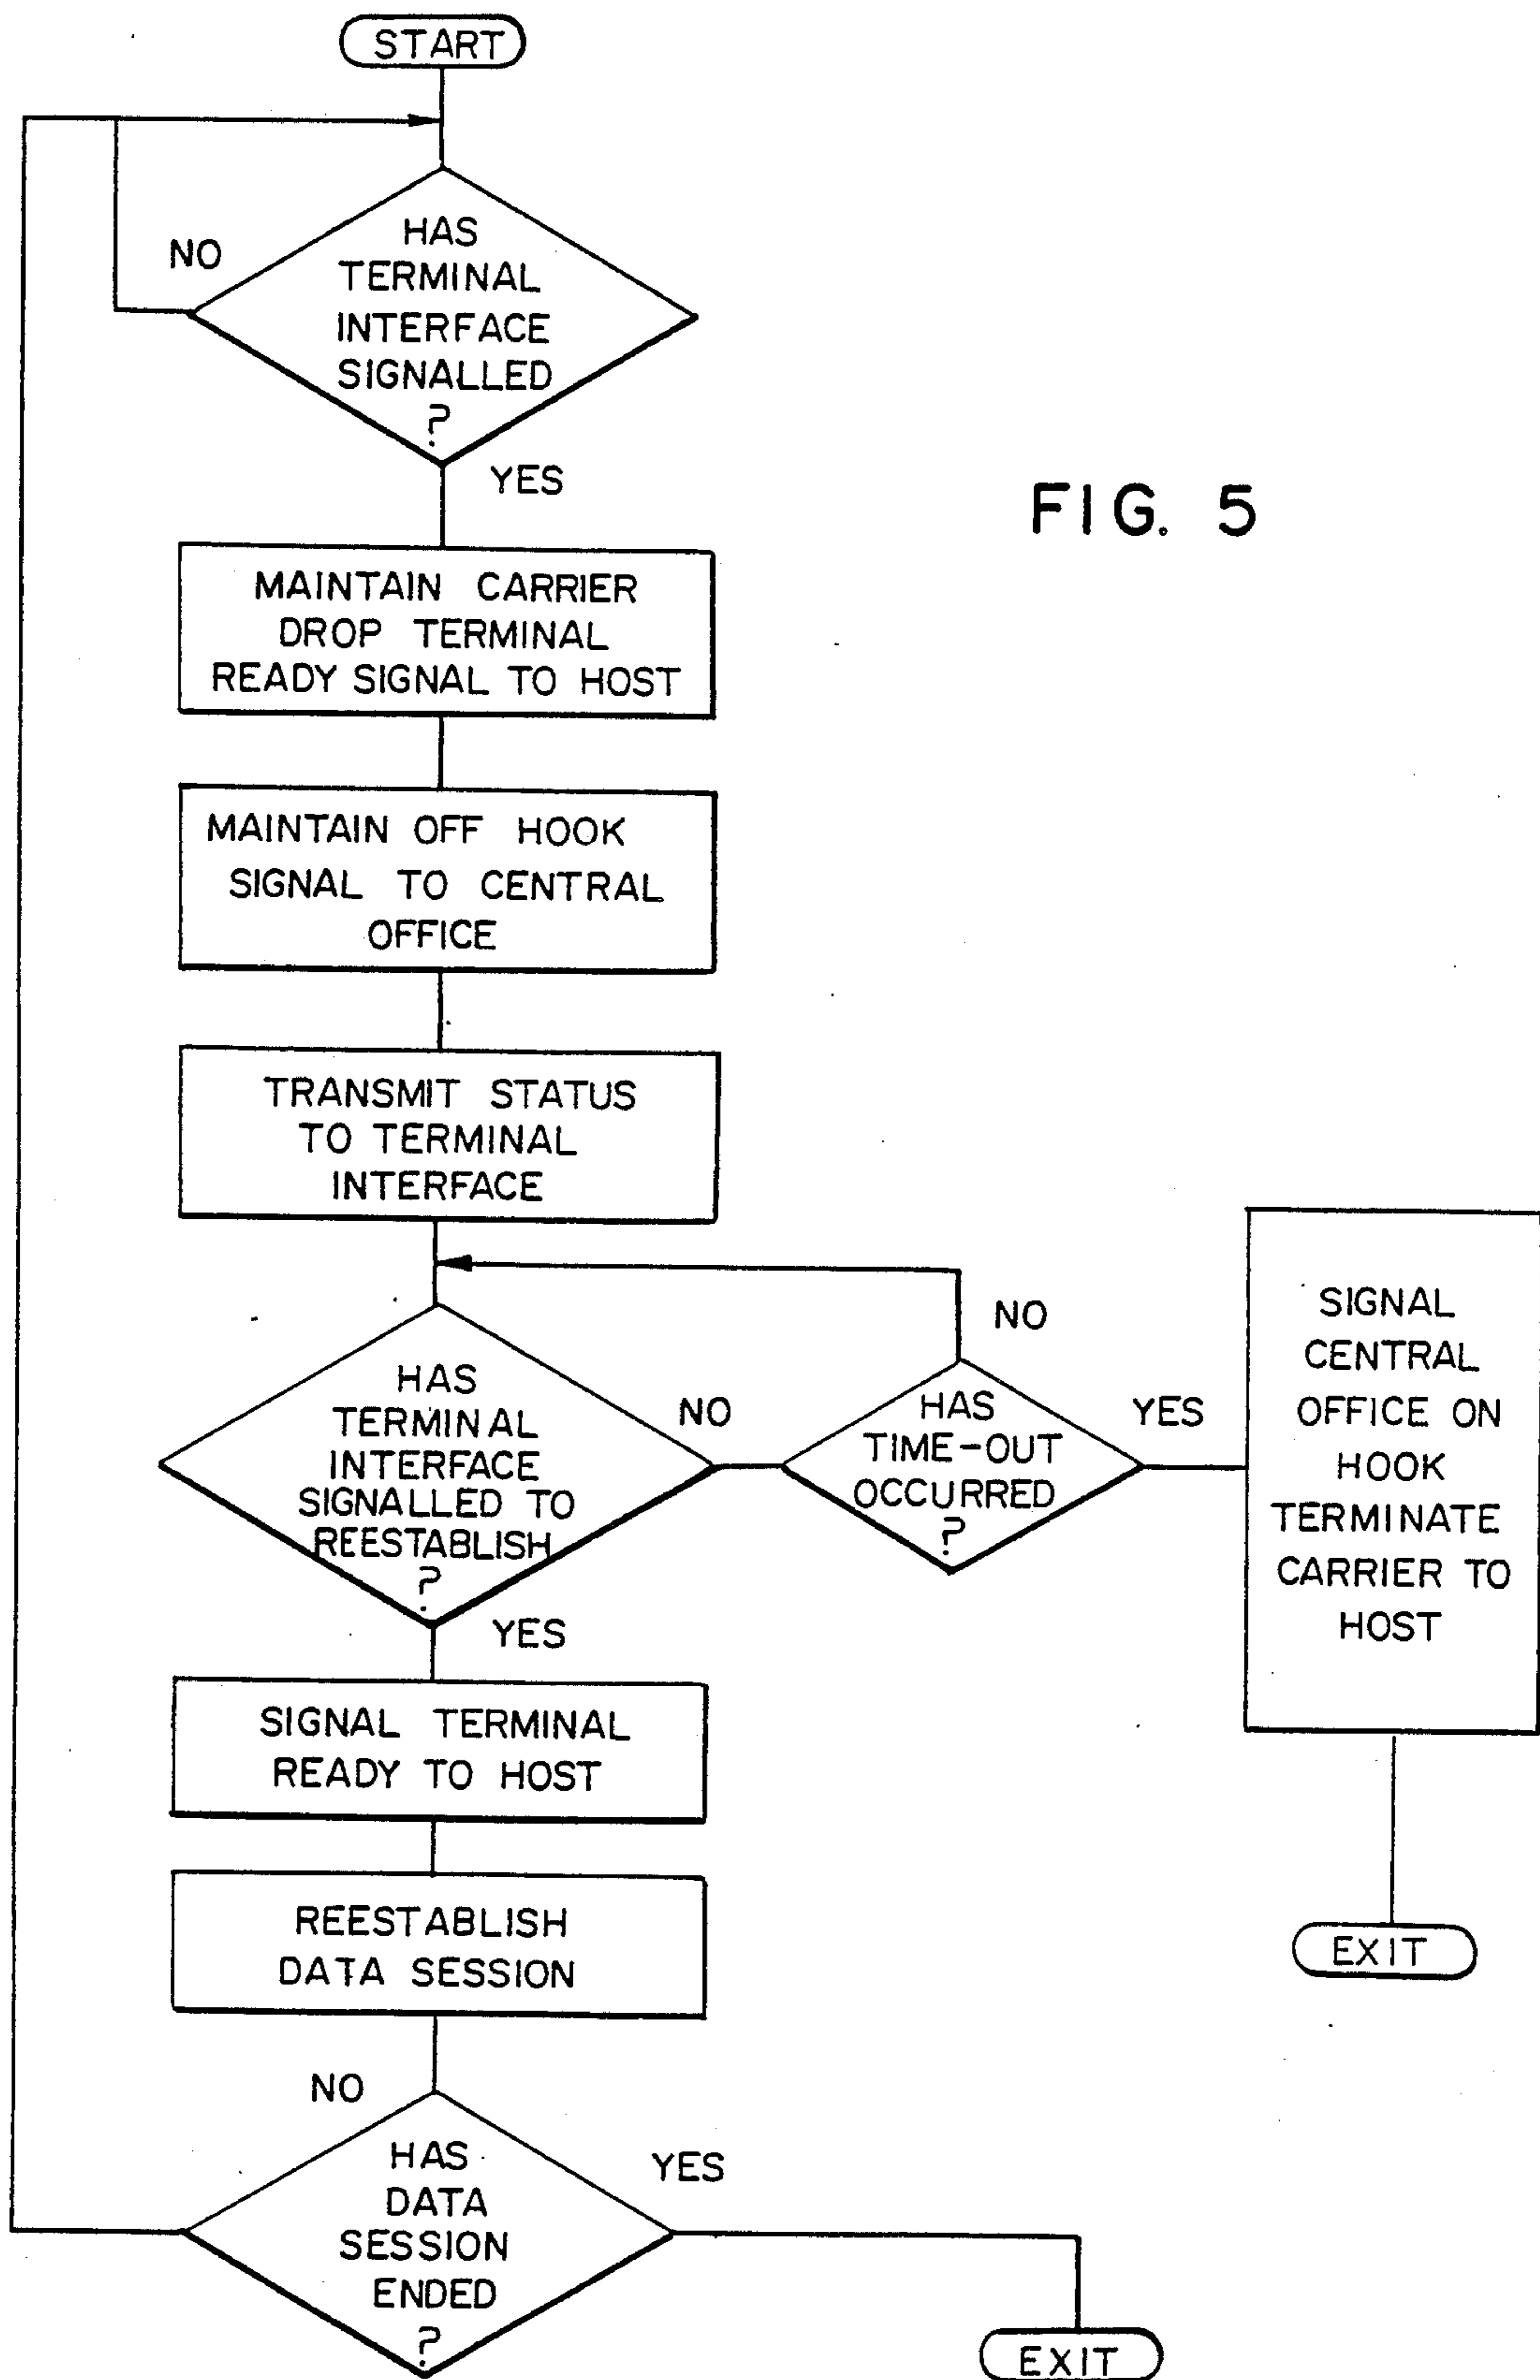 START
NO
HAS
TERMINAL
INTERFACE
SIGNALLED
?
YES
FIG. 5
MAINTAIN CARRIER
DROP TERMINAL
READY SIGNAL TO HOST
MAINTAIN OFF HOOK
SIGNAL TO CENTRAL
OFFICE
TRANSMIT STATUS
TO TERMINAL
INTERFACE
HAS
TERMINAL
INTERFACE
SIGNALLED TO
REESTABLISH
?
NO
YES
NO
HAS
TIME-OUT
OCCURRED
?
YES
SIGNAL
CENTRAL
OFFICE ON
HOOK
TERMINATE
CARRIER TO
HOST
EXIT
SIGNAL TERMINAL
READY TO HOST
REESTABLISH
DATA SESSION
NO
HAS
DATA
SESSION
ENDED
?
YES
EXIT